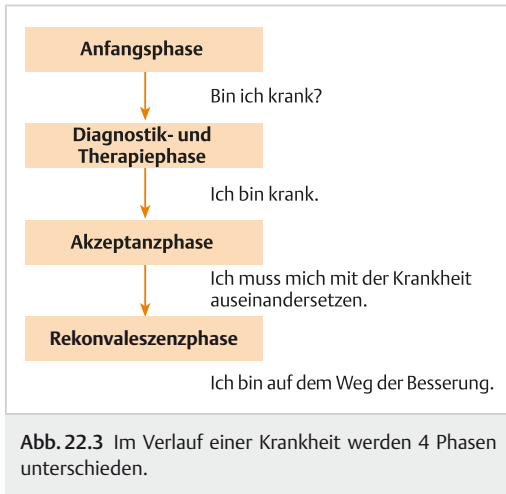 Anfangsphase
Bin ich krank?
Diagnostik- und
Therapiephase
Ich bin krank.
Akzeptanzphase
Ich muss mich mit der Krankheit
auseinandersetzen.
Rekonvaleszenzphase
Ich bin auf dem Weg der Besserung.
Abb. 22.3 Im Verlauf einer Krankheit werden 4 Phasen
unterschieden.